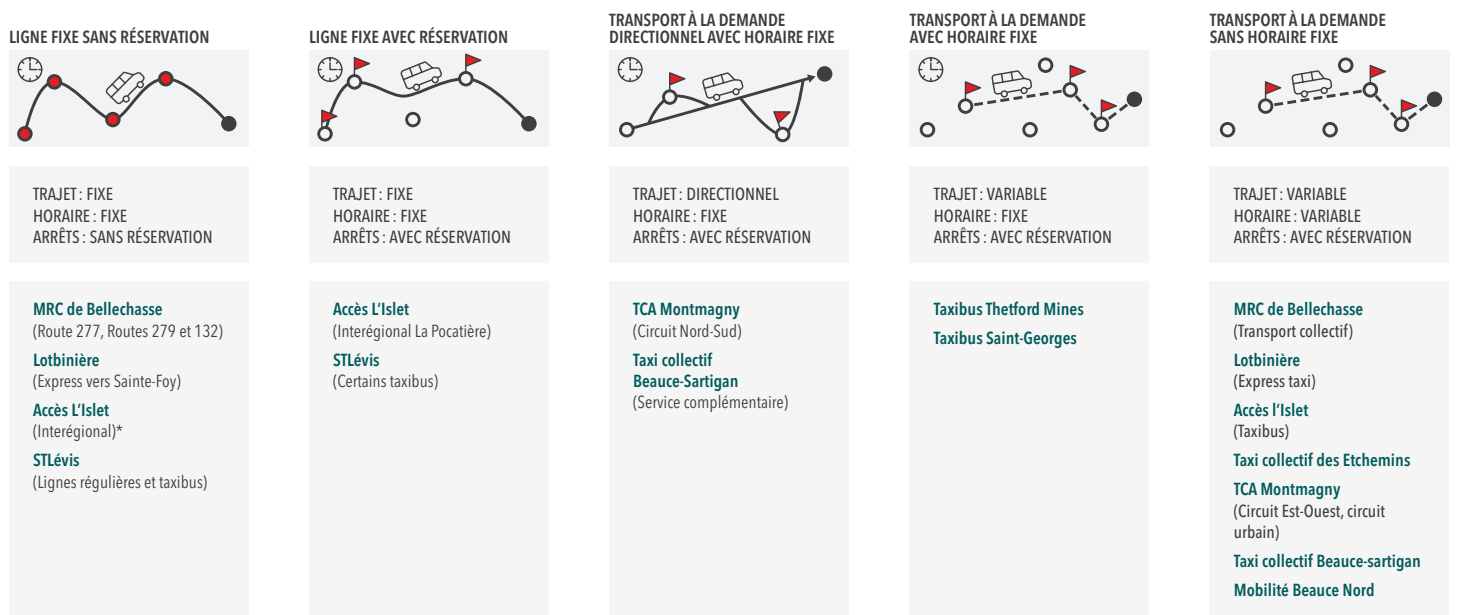 LIGNE FIXE SANS RÉSERVATION
TRAJET : FIXE
HORAIRE : FIXE
ARRÊTS : SANS RÉSERVATION
MRC de Bellechasse
(Route 277, Routes 279 et 132)
Lotbinière
(Express vers Sainte-Foy)
Accès L'Islet
(Interégional)*
STLévis
(Lignes régulières et taxibus)
LIGNE FIXE AVEC RÉSERVATION
TRAJET : FIXE
HORAIRE : FIXE
ARRÊTS : AVEC RÉSERVATION
Accès L'Islet
(Interégional La Pocatière)
STLévis
(Certains taxibus)
TRANSPORT À LA DEMANDE
DIRECTIONNEL AVEC HORAIRE FIXE
TRAJET : DIRECTIONNEL
HORAIRE : FIXE
ARRÊTS : AVEC RÉSERVATION
TCA Montmagny
(Circuit Nord-Sud)
Taxi collectif
Beauce-Sartigan
(Service complémentaire)
TRANSPORT À LA DEMANDE
AVEC HORAIRE FIXE
TRAJET : VARIABLE
HORAIRE : FIXE
ARRÊTS : AVEC RÉSERVATION
Taxibus Thetford Mines
Taxibus Saint-Georges
TRANSPORT À LA DEMANDE
SANS HORAIRE FIXE
TRAJET : VARIABLE
HORAIRE : VARIABLE
ARRÊTS : AVEC RÉSERVATION
MRC de Bellechasse
(Transport collectif)
Lotbinière
(Express taxi)
Accès l'Islet
(Taxibus)
Taxi collectif des Etchemins
TCA Montmagny
(Circuit Est-Ouest, circuit
urbain)
Taxi collectif Beauce-sartigan
Mobilité Beauce Nord